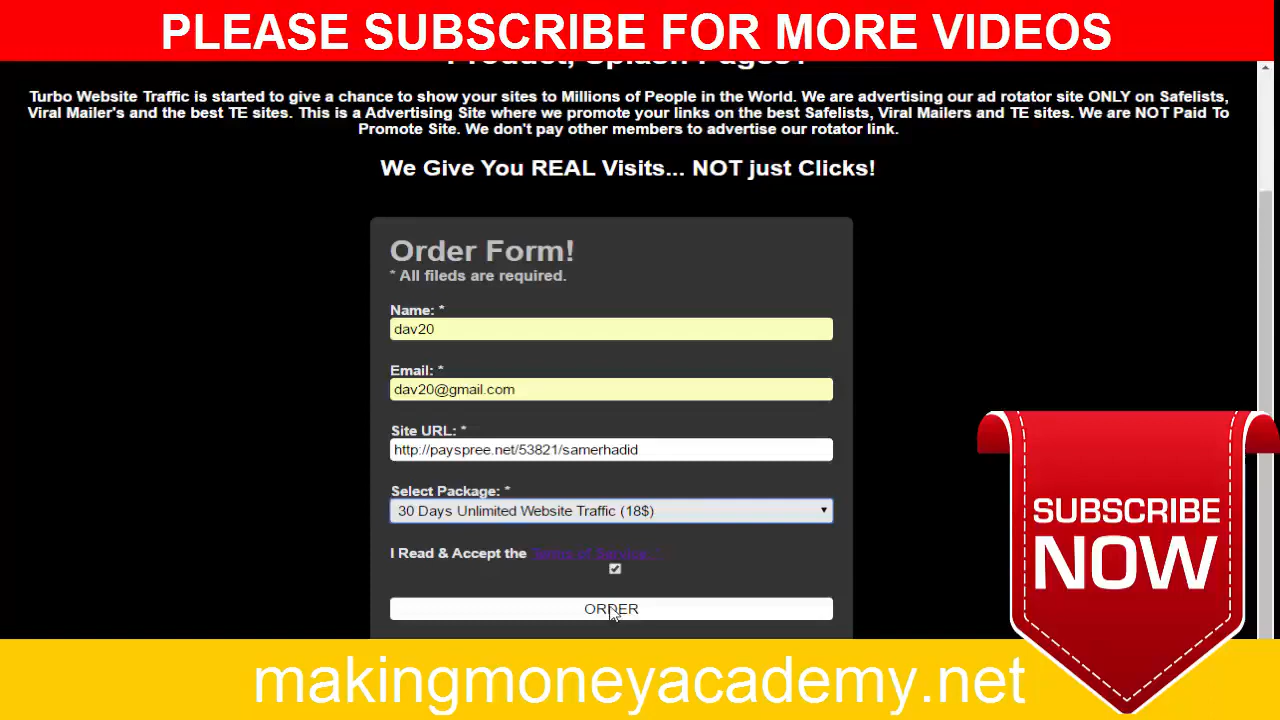 PLEASE SUBSCRIBE FOR MORE VIDEOS
Product, Splash Pages?
Turbo Website Traffic is started to give a chance to show your sites to Millions of People in the World. We are advertising our ad rotator site ONLY on Safelists,
Viral Mailer's and the best TE sites. This is a Advertising Site where we promote your links on the best Safelists, Viral Mailers and TE sites. We are NOT Paid To
Promote Site. We don't pay other members to advertise our rotator link.
We Give You REAL Visits... NOT just Clicks!
Order Form!
* All fileds are required.
Name: *
dav20
Email: *
dav20@gmail.com
Site URL: *
http://payspree.net/53821/samerhadid
Select Package: *
30 Days Unlimited Website Traffic (18$)
I Read & Accept the Terms of Service. *
ORDER
SUBSCRIBE
NOW
makingmoneyacademy.net